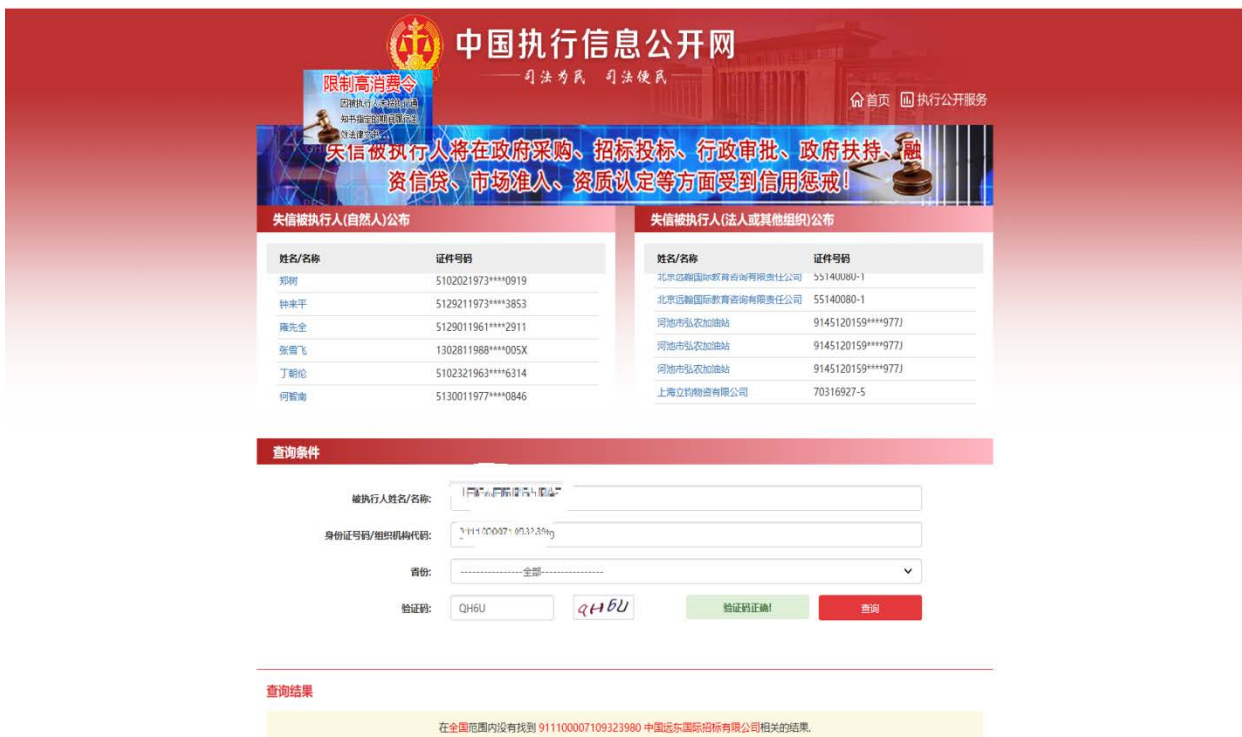 中国执行信息公开网
司法为民 司法便民
限制高消费令
首页 执行公开服务
失信被执行人将在政府采购、招标投标、行政审批、政府扶持、融
资信贷、市场准入、资质认定等方面受到信用惩戒！
失信被执行人(自然人)公布
姓名/名称 证件号码
郑树 5102021973****0919
钟来平 5129211973****3853
雍先全 5129011961****2911
张雪飞 1302811988****005X
丁朝伦 5102321963****6314
何智南 5130011977****0846
失信被执行人(法人或其他组织)公布
姓名/名称 证件号码
北京远翰国际教育咨询有限责任公司 55140080-1
北京远翰国际教育咨询有限责任公司 55140080-1
河池市弘农加油站 9145120159****977J
河池市弘农加油站 9145120159****977J
河池市弘农加油站 9145120159****977J
上海立钧物资有限公司 70316927-5
查询条件
被执行人姓名/名称:
身份证号码/组织机构代码:
省份: ----------------全部----------------
验证码: QH6U qH6U 验证码正确! 查询
查询结果
在全国范围内没有找到 911100007109323980 中国远东国际招标有限公司相关的结果.